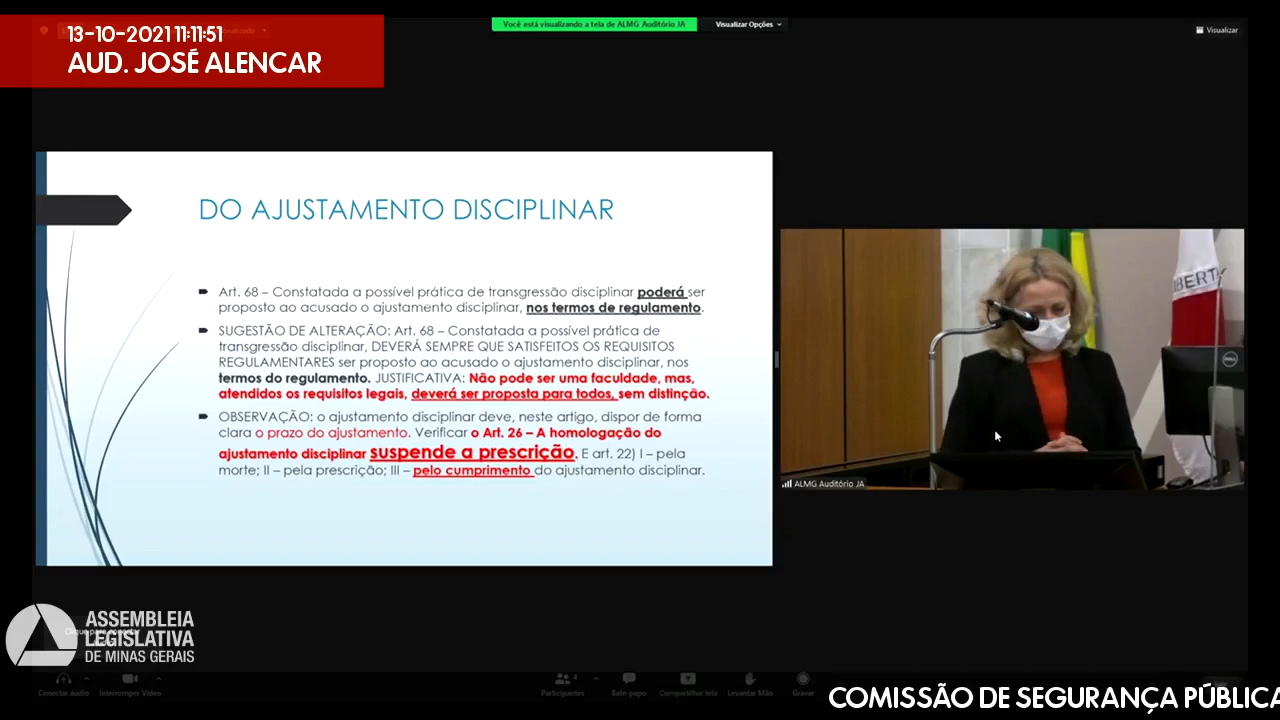 13-10-2021 11:11:51
AUD. JOSÉ ALENCAR
Você está visualizando a tela de ALMG Auditório JA
Visualizar Opções
Visualizar
DO AJUSTAMENTO DISCIPLINAR
Art. 68 – Constatada a possível prática de transgressão disciplinar poderá ser
proposto ao acusado o ajustamento disciplinar, nos termos de regulamento.
SUGESTÃO DE ALTERAÇÃO: Art. 68 – Constatada a possível prática de
transgressão disciplinar, DEVERÁ SEMPRE QUE SATISFEITOS OS REQUISITOS
REGULAMENTARES ser proposto ao acusado o ajustamento disciplinar, nos
termos do regulamento. JUSTIFICATIVA: Não pode ser uma faculdade, mas,
atendidos os requisitos legais, deverá ser proposta para todos, sem distinção.
OBSERVAÇÃO: o ajustamento disciplinar deve, neste artigo, dispor de forma
clara o prazo do ajustamento. Verificar o Art. 26 – A homologação do
ajustamento disciplinar suspende a prescrição. E art. 22) I – pela
morte; II – pela prescrição; III – pelo cumprimento do ajustamento disciplinar.
DELL
ALMG Auditório JA
ASSEMBLEIA
LEGISLATIVA
DE MINAS GERAIS
Conectar áudio
Interromper Vídeo
Participantes
4
Bate-papo
Compartilhar tela
Levantar Mão
Gravar
COMISSÃO DE SEGURANÇA PÚBLICA